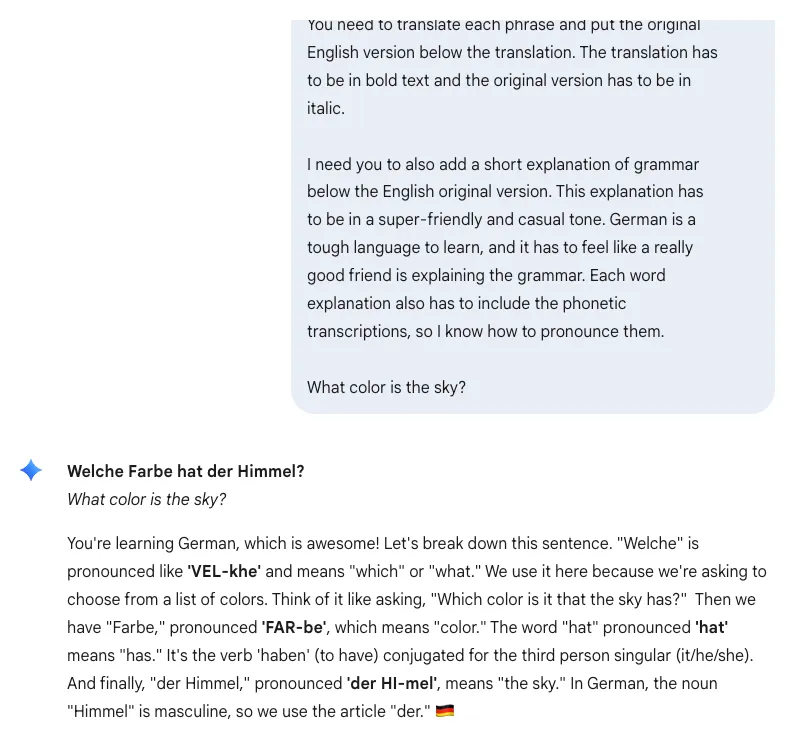 You need to translate each phrase and put the original
English version below the translation. The translation has
to be in bold text and the original version has to be in
italic.
I need you to also add a short explanation of grammar
below the English original version. This explanation has
to be in a super-friendly and casual tone. German is a
tough language to learn, and it has to feel like a really
good friend is explaining the grammar. Each word
explanation also has to include the phonetic
transcriptions, so I know how to pronounce them.
What color is the sky?
Welche Farbe hat der Himmel?
What color is the sky?
You're learning German, which is awesome! Let's break down this sentence. "Welche" is
pronounced like 'VEL-khe' and means "which" or "what." We use it here because we're asking to
choose from a list of colors. Think of it like asking, "Which color is it that the sky has?" Then we
have "Farbe," pronounced 'FAR-be', which means "color." The word "hat" pronounced 'hat'
means "has." It's the verb 'haben' (to have) conjugated for the third person singular (it/he/she).
And finally, "der Himmel," pronounced 'der HI-mel', means "the sky." In German, the noun
"Himmel" is masculine, so we use the article "der." 🇩🇪